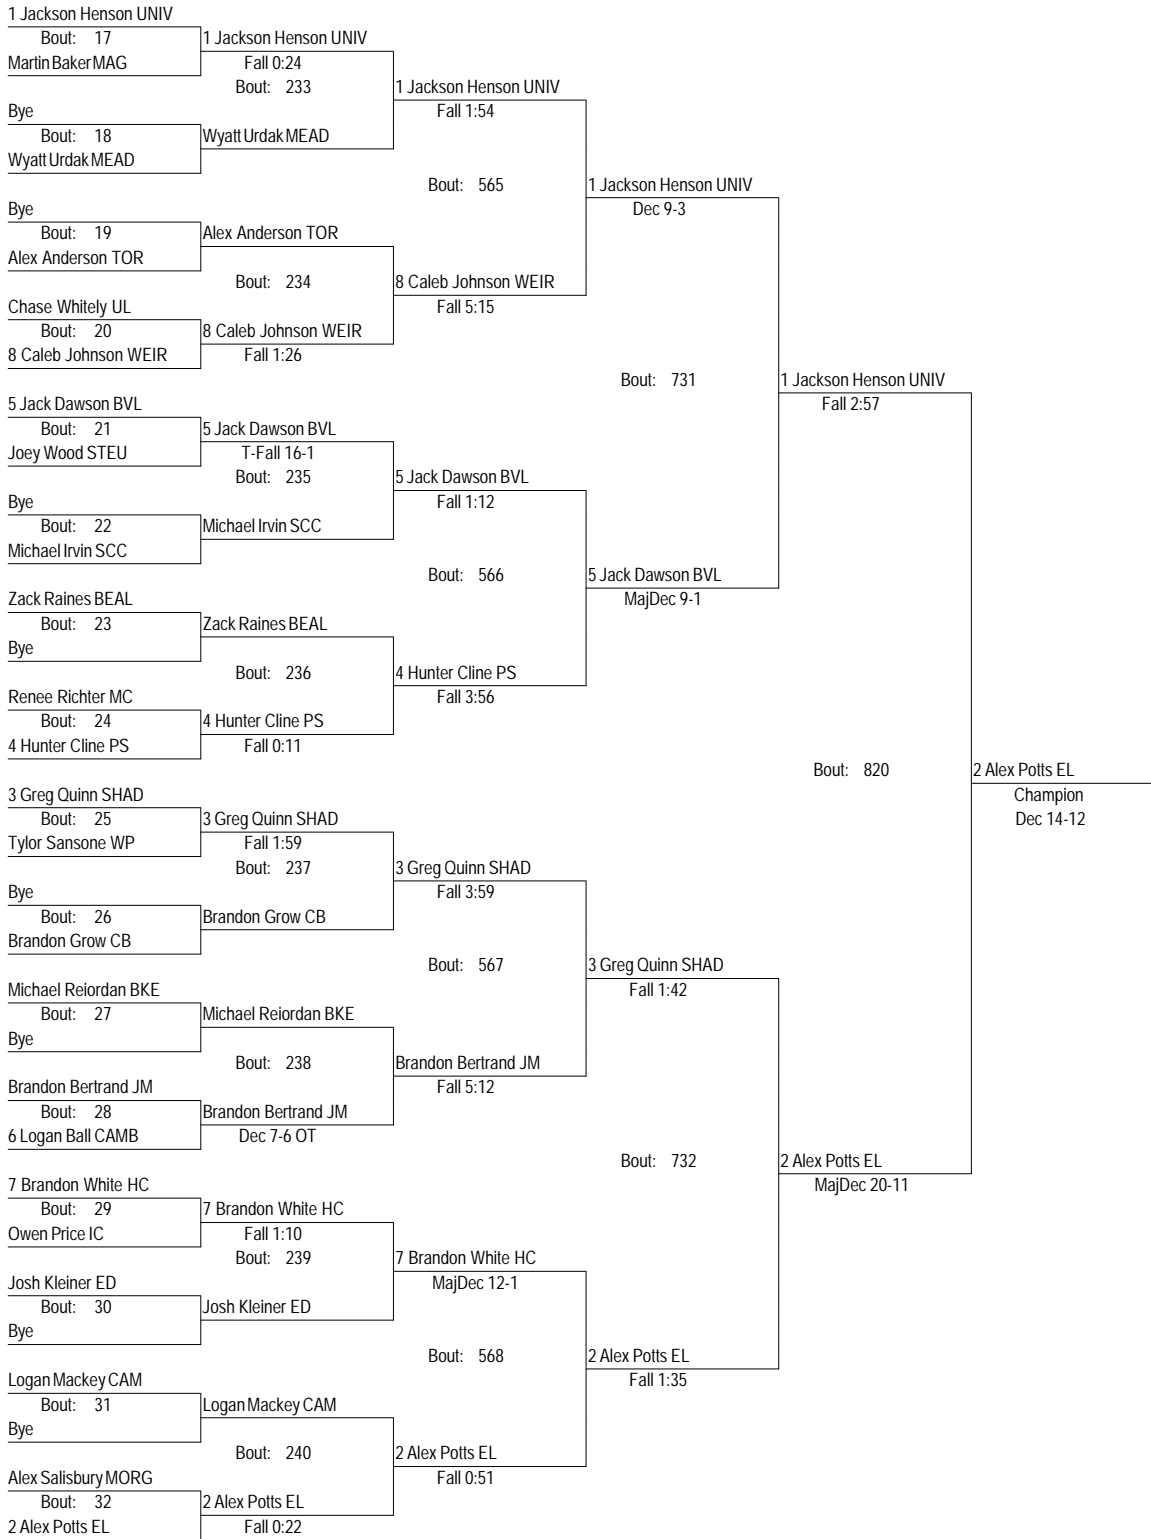 1 Jackson Henson UNIV
Bout: 17
1 Jackson Henson UNIV
Martin Baker MAG
Fall 0:24
Bout: 233
1 Jackson Henson UNIV
Bye
Fall 1:54
Bout: 18
Wyatt Urdak MEAD
Wyatt Urdak MEAD
Bout: 565
1 Jackson Henson UNIV
Bye
Dec 9-3
Bout: 19
Alex Anderson TOR
Alex Anderson TOR
Bout: 234
8 Caleb Johnson WEIR
Chase Whitely UL
Fall 5:15
Bout: 20
8 Caleb Johnson WEIR
8 Caleb Johnson WEIR
Fall 1:26
Bout: 731
1 Jackson Henson UNIV
5 Jack Dawson BVL
Fall 2:57
Bout: 21
5 Jack Dawson BVL
Joey Wood STEU
T-Fall 16-1
Bout: 235
5 Jack Dawson BVL
Bye
Fall 1:12
Bout: 22
Michael Irvin SCC
Michael Irvin SCC
Bout: 566
5 Jack Dawson BVL
Zack Raines BEAL
MajDec 9-1
Bout: 23
Zack Raines BEAL
Bye
Bout: 236
4 Hunter Cline PS
Renee Richter MC
Fall 3:56
Bout: 24
4 Hunter Cline PS
4 Hunter Cline PS
Fall 0:11
Bout: 820
2 Alex Potts EL
3 Greg Quinn SHAD
Champion
Bout: 25
3 Greg Quinn SHAD
Dec 14-12
Tylor Sansone WP
Fall 1:59
Bout: 237
3 Greg Quinn SHAD
Bye
Fall 3:59
Bout: 26
Brandon Grow CB
Brandon Grow CB
Bout: 567
3 Greg Quinn SHAD
Michael Reiordan BKE
Fall 1:42
Bout: 27
Michael Reiordan BKE
Bye
Bout: 238
Brandon Bertrand JM
Brandon Bertrand JM
Fall 5:12
Bout: 28
Brandon Bertrand JM
6 Logan Ball CAMB
Dec 7-6 OT
Bout: 732
2 Alex Potts EL
7 Brandon White HC
MajDec 20-11
Bout: 29
7 Brandon White HC
Owen Price IC
Fall 1:10
Bout: 239
7 Brandon White HC
Josh Kleiner ED
MajDec 12-1
Bout: 30
Josh Kleiner ED
Bye
Bout: 568
2 Alex Potts EL
Logan Mackey CAM
Fall 1:35
Bout: 31
Logan Mackey CAM
Bye
Bout: 240
2 Alex Potts EL
Alex Salisbury MORG
Fall 0:51
Bout: 32
2 Alex Potts EL
2 Alex Potts EL
Fall 0:22